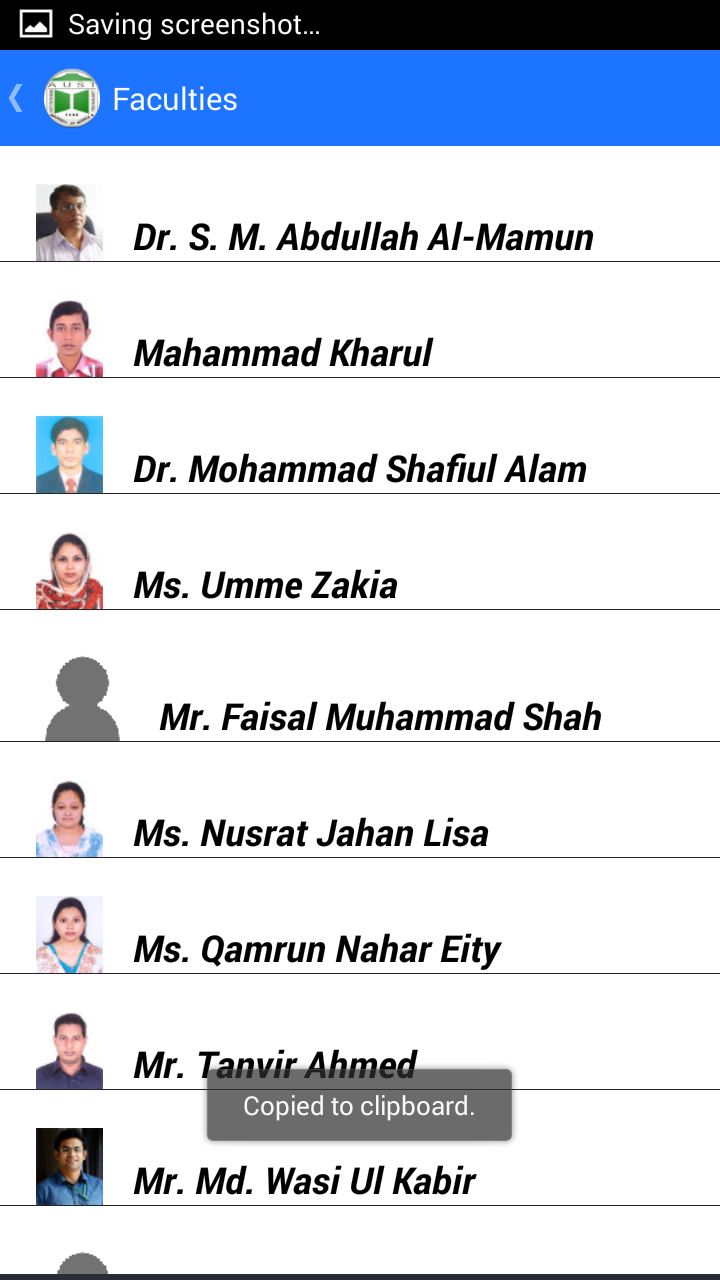 Saving screenshot...
Faculties
Dr. S. M. Abdullah Al-Mamun
Mahammad Kharul
Dr. Mohammad Shafiul Alam
Ms. Umme Zakia
Mr. Faisal Muhammad Shah
Ms. Nusrat Jahan Lisa
Ms. Qamrun Nahar Eity
Mr. Tanvir Ahmed
Copied to clipboard.
Mr. Md. Wasi Ul Kabir